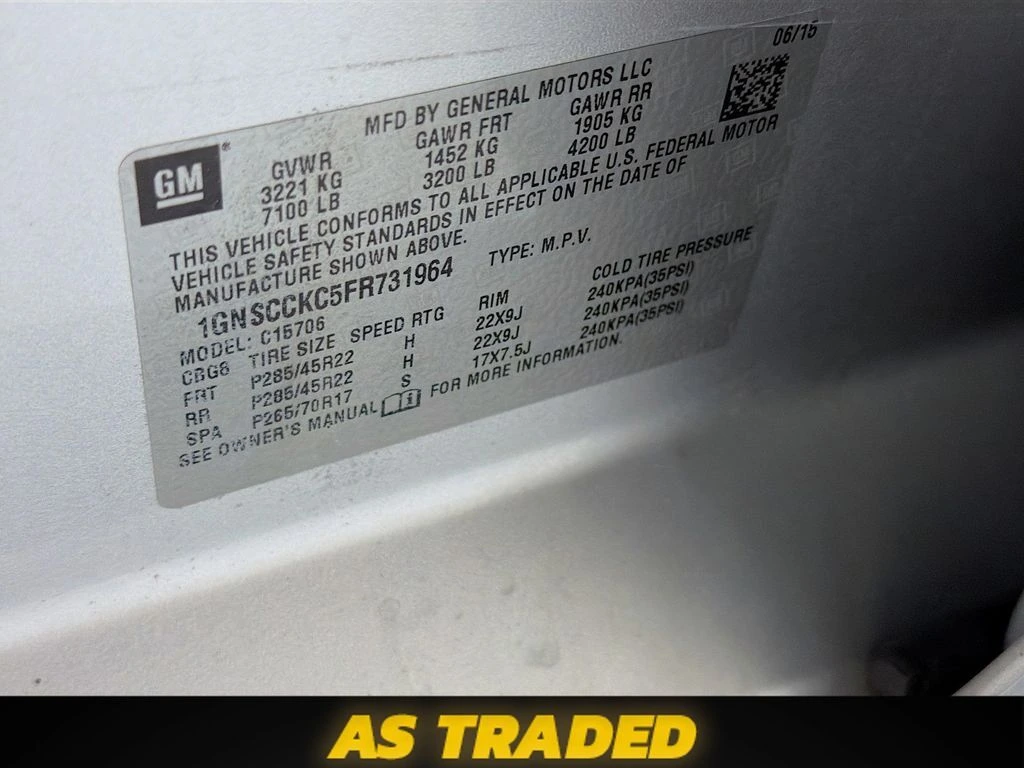 06/15
MFD BY GENERAL MOTORS LLC
GM®
GVWR GAWR FRT GAWR RR
3221 KG 1452 KG 1905 KG
7100 LB 3200 LB 4200 LB
THIS VEHICLE CONFORMS TO ALL APPLICABLE U.S. FEDERAL MOTOR
VEHICLE SAFETY STANDARDS IN EFFECT ON THE DATE OF
MANUFACTURE SHOWN ABOVE.
1GNSCCKC5FR731964 TYPE: M.P.V.
MODEL: C15706
CBG8 TIRE SIZE SPEED RTG RIM COLD TIRE PRESSURE
FRT P285/45R22 H 22X9J 240KPA(35PSI)
RR P285/45R22 H 22X9J 240KPA(35PSI)
SPA P265/70R17 S 17X7.5J 240KPA(35PSI)
SEE OWNER'S MANUAL FOR MORE INFORMATION.
AS TRADED